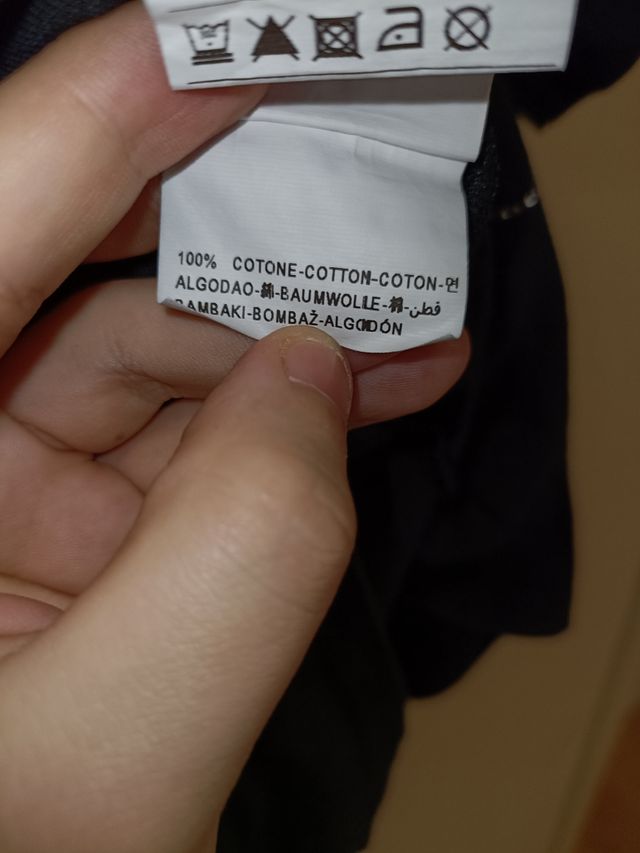 100% COTONE-COTTON-COTON-면
ALGODAO-綿-BAUMWOLLE-棉-قطن
BAMBAKI-BOMBAŽ-ALGODÓN